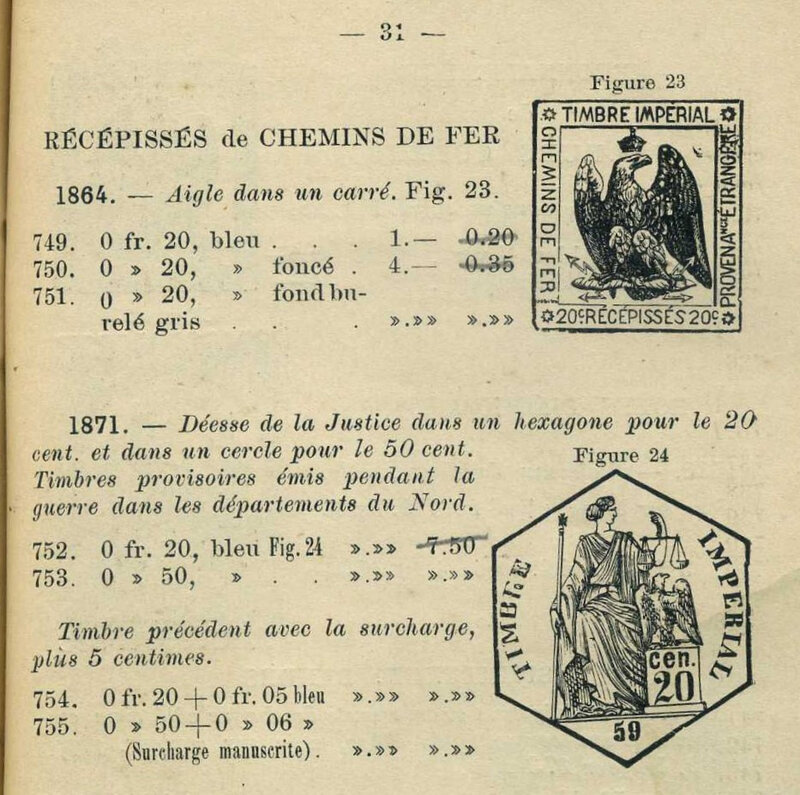 — 31 —
Figure 23
RÉCÉPISSÉS de CHEMINS DE FER
1864. — Aigle dans un carré. Fig. 23.
749. 0 fr. 20, bleu . . . 1.— 0.20
750. 0 » 20, » foncé . 4.— 0.35
751. 0 » 20, » fond bu-
relé gris . . . ».»» ».»»
TIMBRE IMPÉRIAL
CHEMINS DE FER
PROVENANCES ÉTRANGÈRE
20c RÉCÉPISSÉS 20c
1871. — Déesse de la Justice dans un hexagone pour le 20
cent. et dans un cercle pour le 50 cent.
Timbres provisoires émis pendant la
guerre dans les départements du Nord.
Figure 24
752. 0 fr. 20, bleu Fig. 24 ».»» 7.50
753. 0 » 50, » . . ».»» ».»»
Timbre précédent avec la surcharge,
plus 5 centimes.
754. 0 fr. 20 + 0 fr. 05 bleu ».»» ».»»
755. 0 » 50 + 0 » 06 »
(Surcharge manuscrite) . ».»» ».»»
TIMBRE IMPERIAL
cen.
20
59